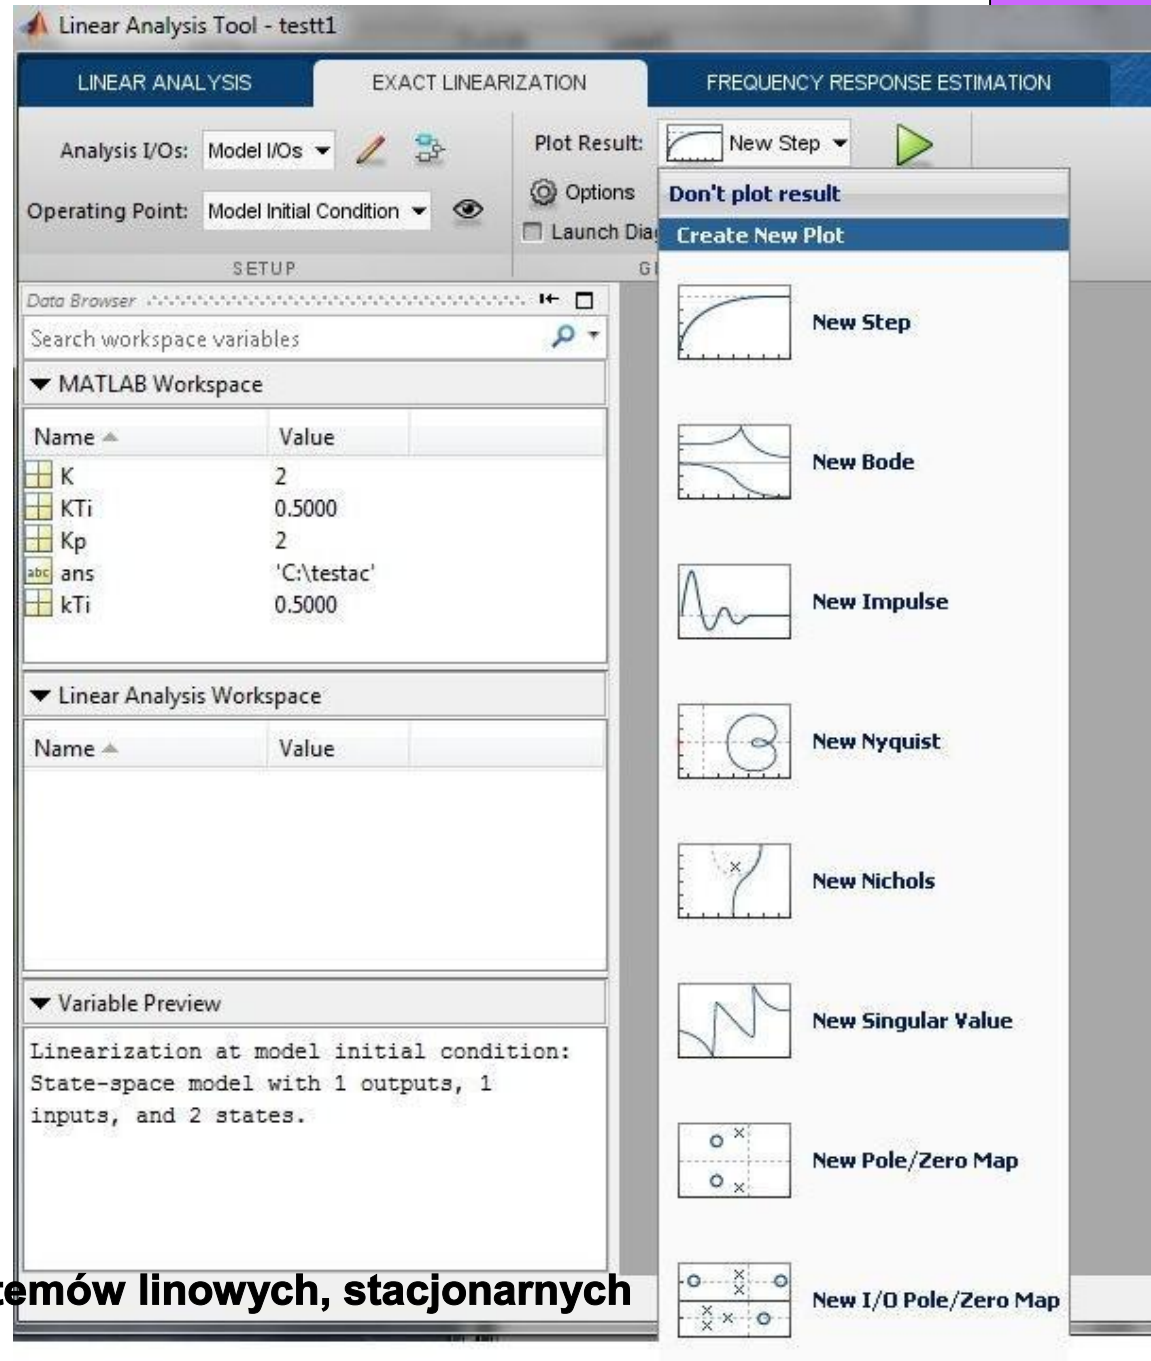 Linear Analysis Tool - testt1
LINEAR ANALYSIS
EXACT LINEARIZATION
FREQUENCY RESPONSE ESTIMATION
Analysis I/Os:
Model I/Os
Operating Point:
Model Initial Condition
SETUP
Plot Result:
New Step
Options
Launch
Don't plot result
Create New Plot
New Step
New Bode
New Impulse
New Nyquist
New Nichols
New Singular Value
New Pole/Zero Map
New I/O Pole/Zero Map
Data Browser
Search workspace variables
MATLAB Workspace
Name Value
K 2
KTi 0.5000
Kp 2
abc ans 'C:\testac'
kTi 0.5000
Linear Analysis Workspace
Name Value
Variable Preview
Linearization at model initial condition:
State-space model with 1 outputs, 1
inputs, and 2 states.
temów linowych, stacjonarnych